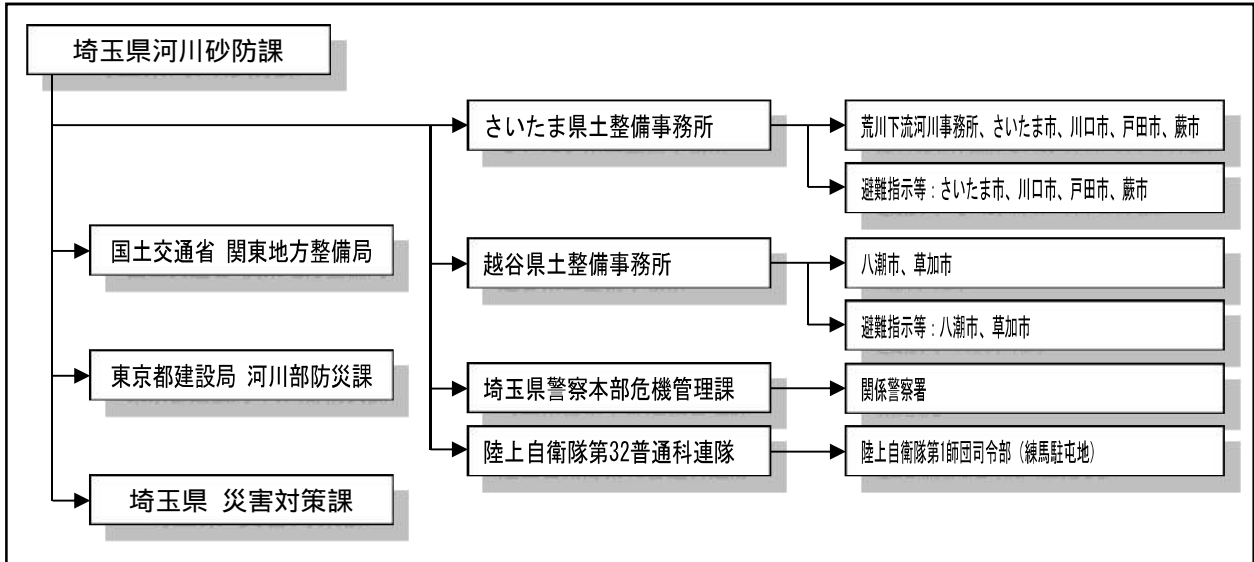 埼玉県河川砂防課
さいたま県土整備事務所
荒川下流河川事務所、さいたま市、川口市、戸田市、蕨市
避難指示等：さいたま市、川口市、戸田市、蕨市
国土交通省 関東地方整備局
越谷県土整備事務所
八潮市、草加市
避難指示等：八潮市、草加市
東京都建設局 河川部防災課
埼玉県警察本部危機管理課
関係警察署
陸上自衛隊第32普通科連隊
陸上自衛隊第1師団司令部（練馬駐屯地）
埼玉県 災害対策課